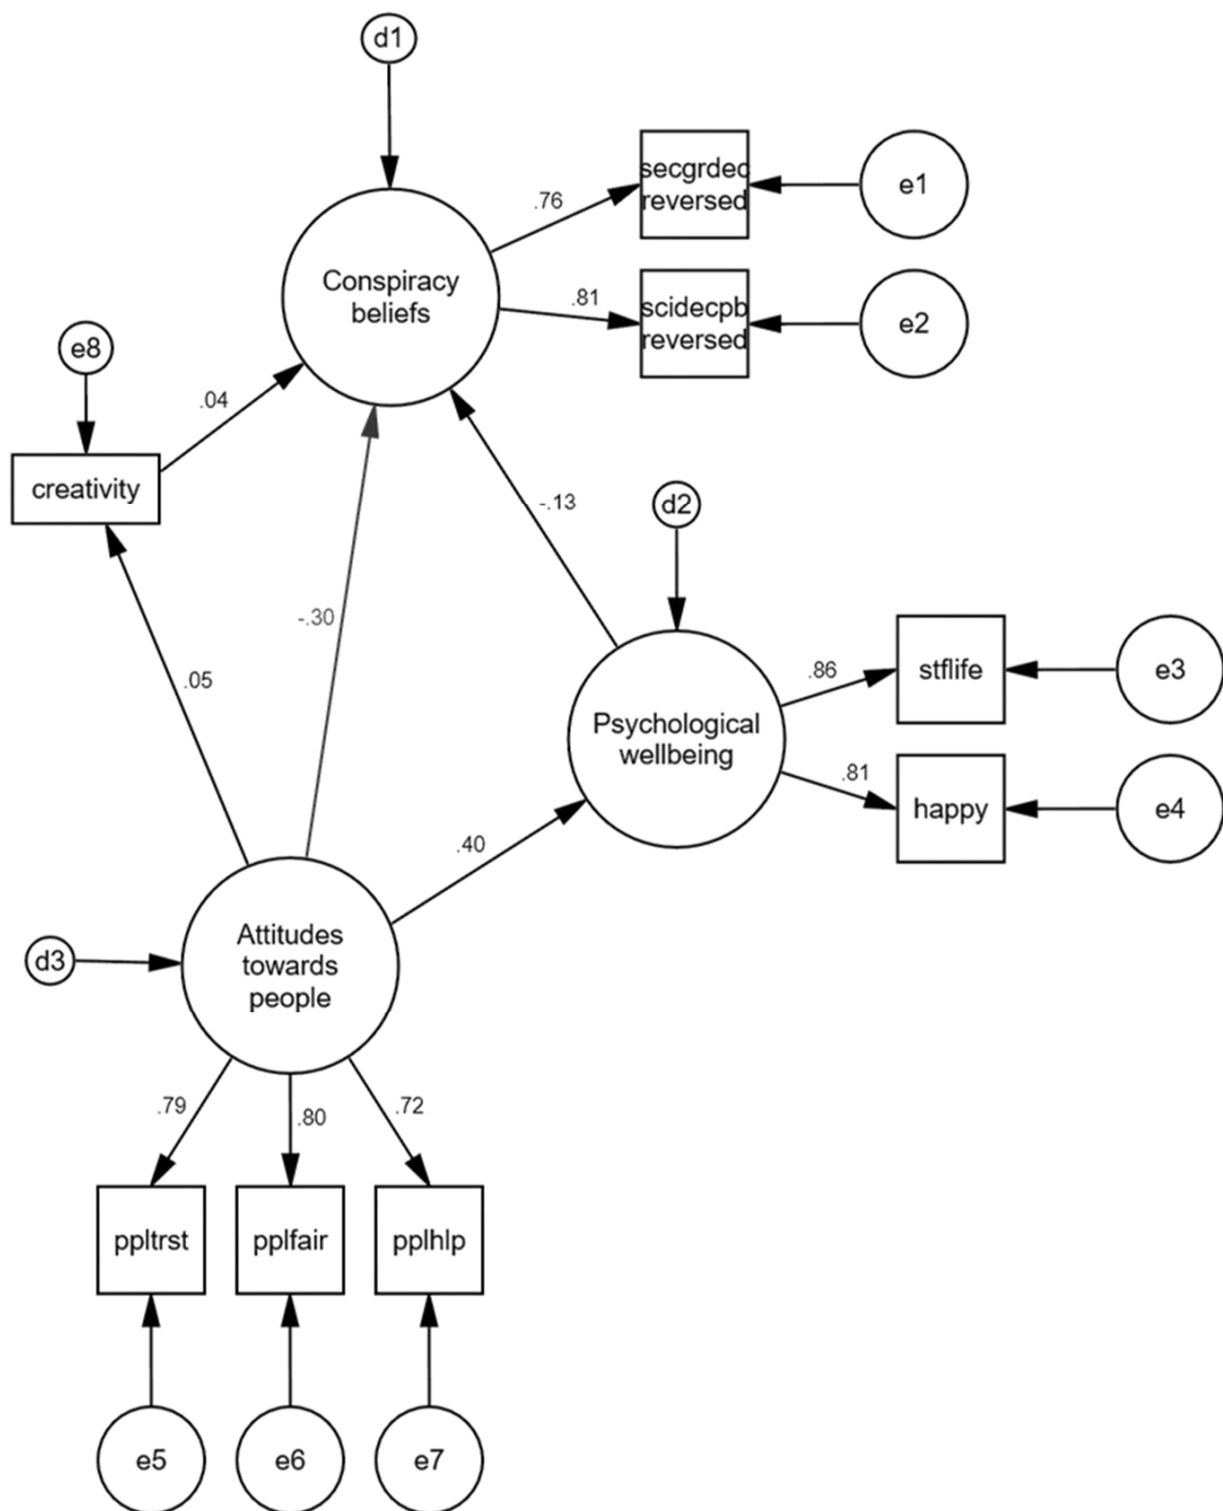 d1
secgrdec
reversed
e1
.76
Conspiracy
beliefs
.81
scidecpb
reversed
e2
e8
.04
creativity
-.13
d2
-.30
.05
.86
stflife
e3
Psychological
wellbeing
.81
happy
e4
.40
Attitudes
towards
people
d3
.79
.80
.72
ppltrst
pplfair
pplhlp
e5
e6
e7